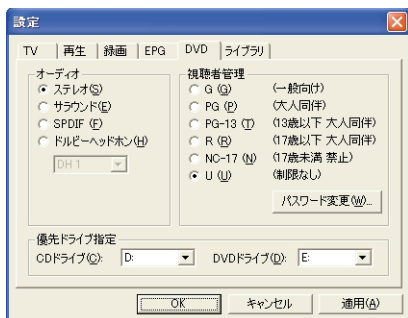 設定
TV 再生 録画 EPG DVD ライブラリ
オーディオ
ステレオ(S)
サラウンド(E)
SPDIF (F)
ドルビーヘッドホン(H)
DH 1
視聴者管理
G (G) (一般向け)
PG (P) (大人同伴)
PG-13 (T) (13歳以下 大人同伴)
R (R) (17歳以下 大人同伴)
NC-17 (N) (17歳未満 禁止)
U (U) (制限なし)
パスワード変更(W)...
優先ドライブ指定
CDドライブ(C): D: DVDドライブ(D): E:
OK キャンセル 適用(A)